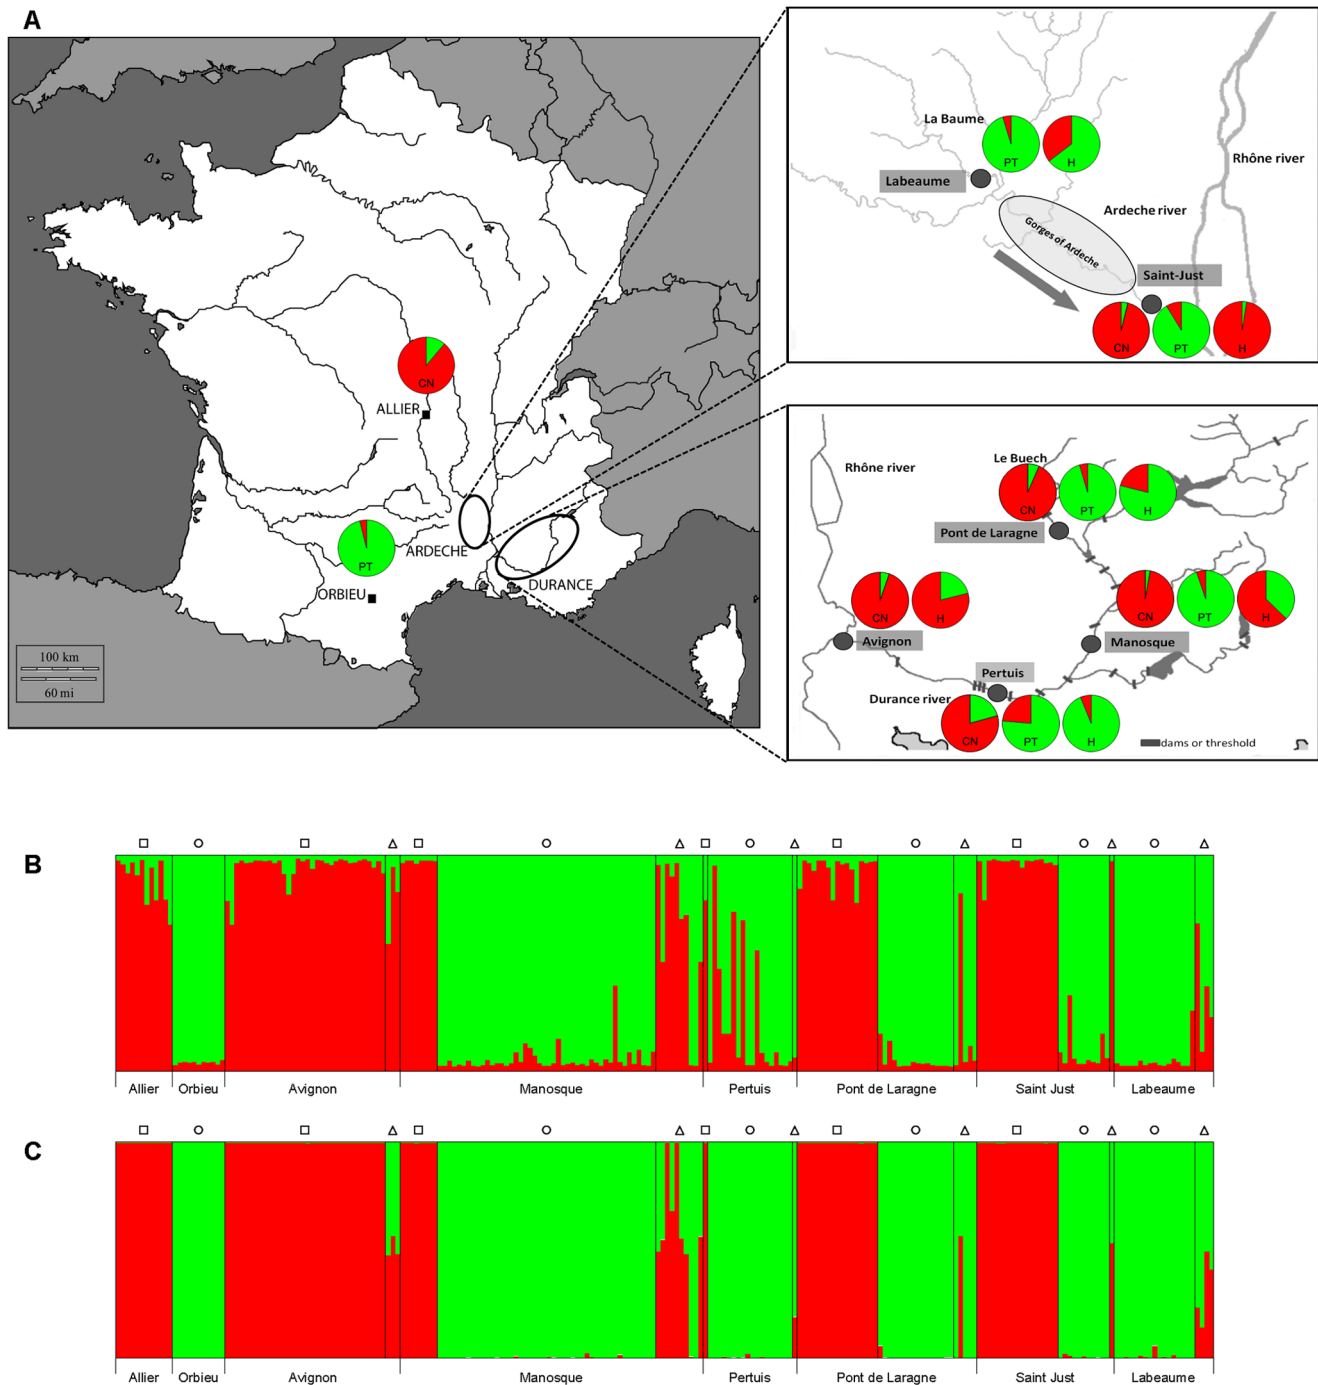 A
La Baume
PT
H
Rhône river
Labeaume
Ardeche river
Gorges of Ardeche
Saint-Just
CN
PT
H
CN
ALLIER
PT
ORBIEU
ARDECHE
DURANCE
100 km
60 mi
Le Buech
Rhône river
CN
PT
H
Pont de Laragne
CN
H
CN
PT
H
Avignon
Manosque
Pertuis
Durance river
CN
PT
H
dams or threshold
B
Allier Orbieu Avignon Manosque Pertuis Pont de Laragne Saint Just Labeaume
C
Allier Orbieu Avignon Manosque Pertuis Pont de Laragne Saint Just Labeaume